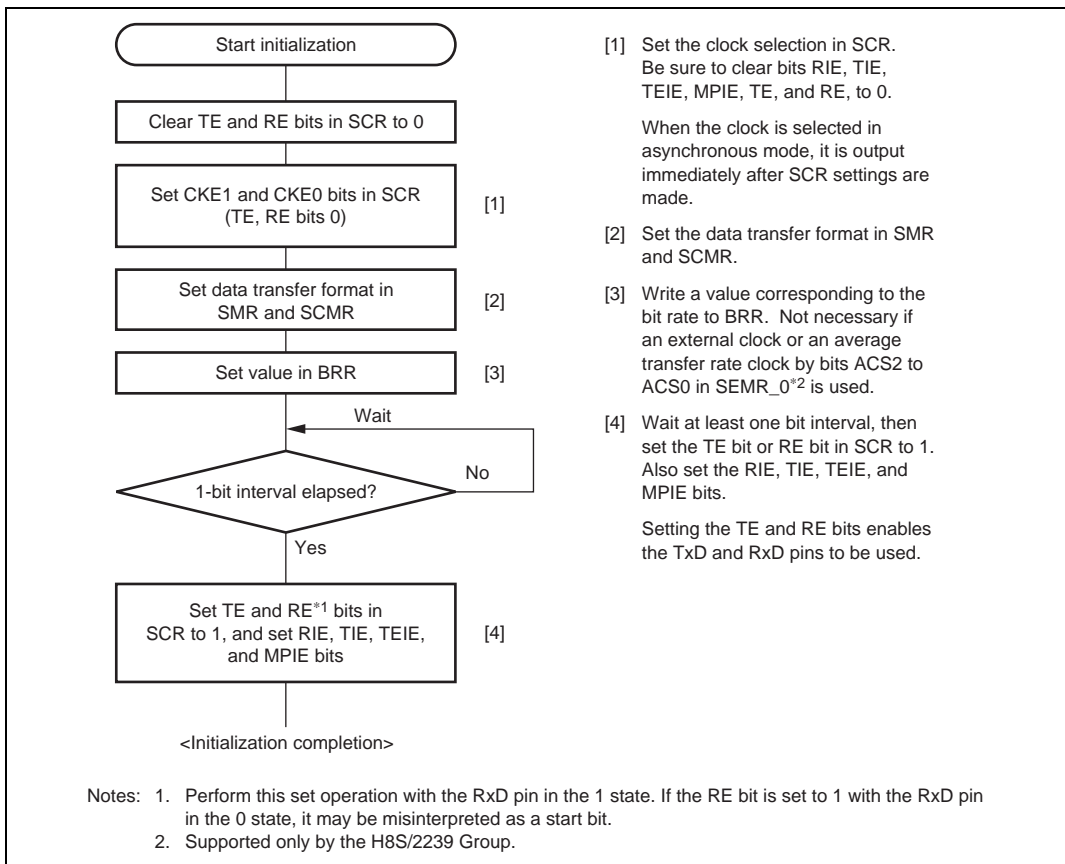 Start initialization
Clear TE and RE bits in SCR to 0
Set CKE1 and CKE0 bits in SCR
(TE, RE bits 0)
[1]
Set data transfer format in
SMR and SCMR
[2]
Set value in BRR
[3]
Wait
No
1-bit interval elapsed?
Yes
Set TE and RE*1 bits in
SCR to 1, and set RIE, TIE, TEIE,
and MPIE bits
[4]
<Initialization completion>
[1] Set the clock selection in SCR.
Be sure to clear bits RIE, TIE,
TEIE, MPIE, TE, and RE, to 0.
When the clock is selected in
asynchronous mode, it is output
immediately after SCR settings are
made.
[2] Set the data transfer format in SMR
and SCMR.
[3] Write a value corresponding to the
bit rate to BRR. Not necessary if
an external clock or an average
transfer rate clock by bits ACS2 to
ACS0 in SEMR_0*2 is used.
[4] Wait at least one bit interval, then
set the TE bit or RE bit in SCR to 1.
Also set the RIE, TIE, TEIE, and
MPIE bits.
Setting the TE and RE bits enables
the TxD and RxD pins to be used.
Notes: 1. Perform this set operation with the RxD pin in the 1 state. If the RE bit is set to 1 with the RxD pin
in the 0 state, it may be misinterpreted as a start bit.
2. Supported only by the H8S/2239 Group.